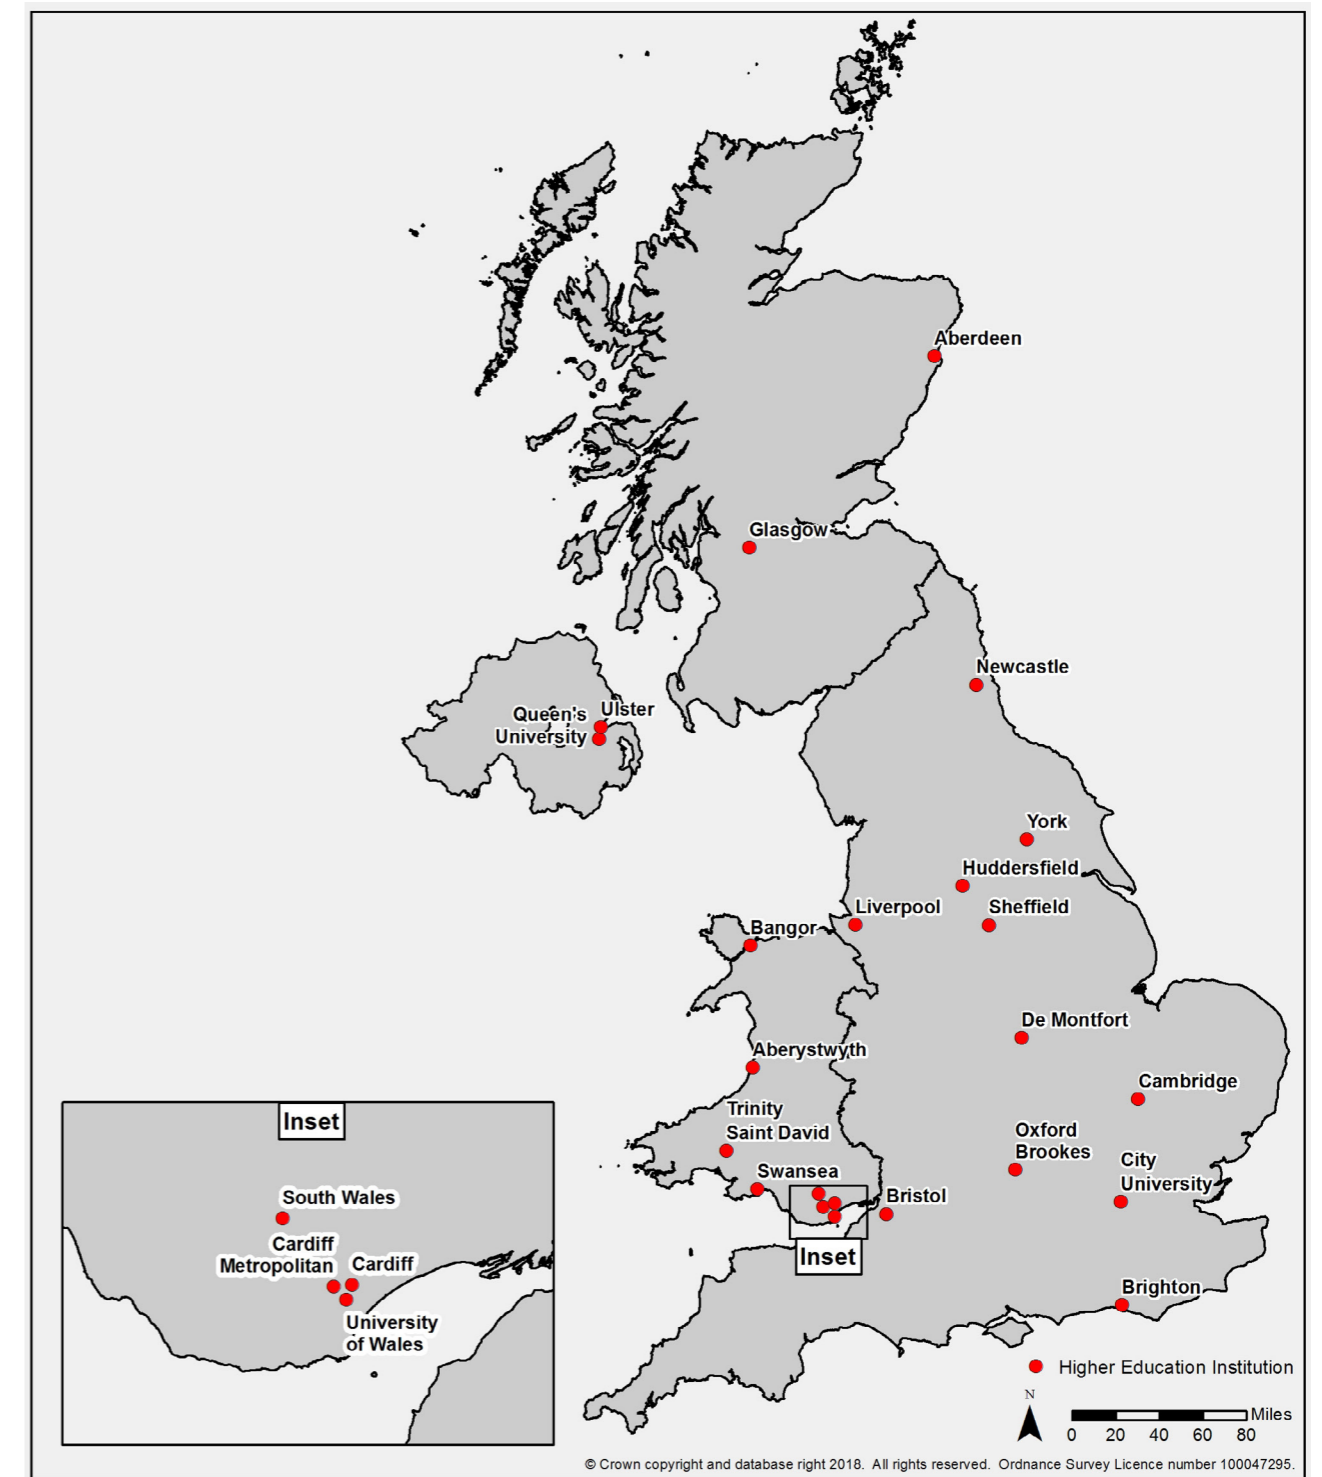 Aberdeen
Glasgow
Newcastle
Ulster
Queen's
University
York
Huddersfield
Liverpool
Sheffield
Bangor
De Montfort
Aberystwyth
Cambridge
Trinity
Saint David
Oxford
Brookes
City
University
Swansea
Bristol
Inset
Brighton
Inset
South Wales
Cardiff
Metropolitan
Cardiff
University
of Wales
Higher Education Institution
N
Miles
0 20 40 60 80
© Crown copyright and database right 2018. All rights reserved. Ordnance Survey Licence number 100047295.